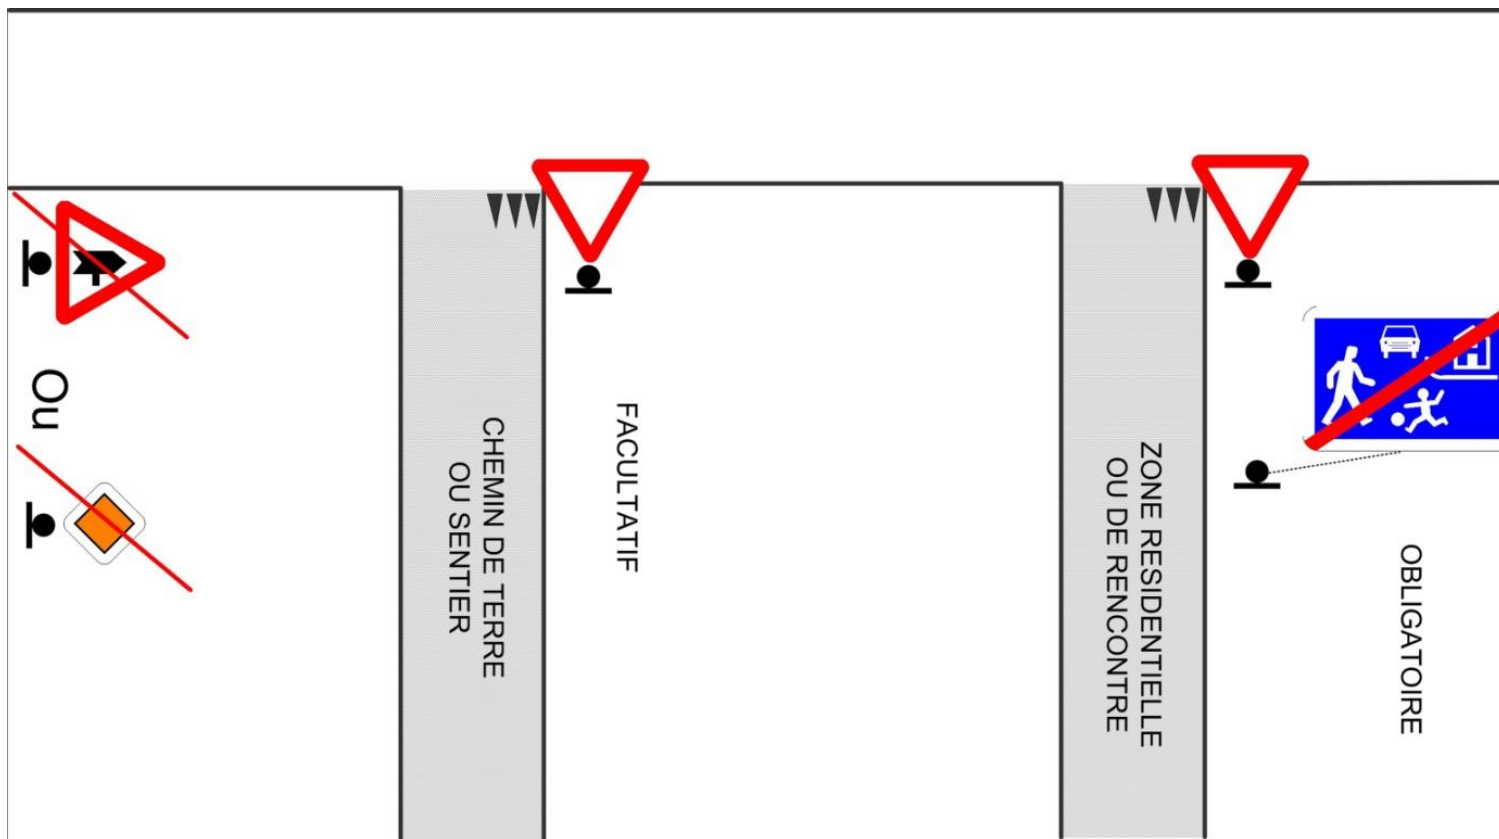 Ou
CHEMIN DE TERRE
OU SENTIER
FACULTATIF
ZONE RESIDENTIELLE
OU DE RENCONTRE
OBLIGATOIRE